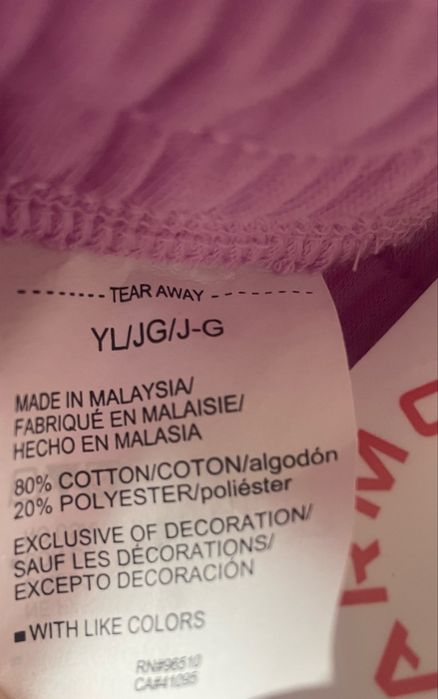 TEAR AWAY
YL/JG/J-G
MADE IN MALAYSIA/
FABRIQUÉ EN MALAISIE/
HECHO EN MALASIA
80% COTTON/COTON/algodón
20% POLYESTER/poliéster
EXCLUSIVE OF DECORATION/
SAUF LES DÉCORATIONS/
EXCEPTO DECORACIÓN
WITH LIKE COLORS
RN#96510
CA#41095
ARMO